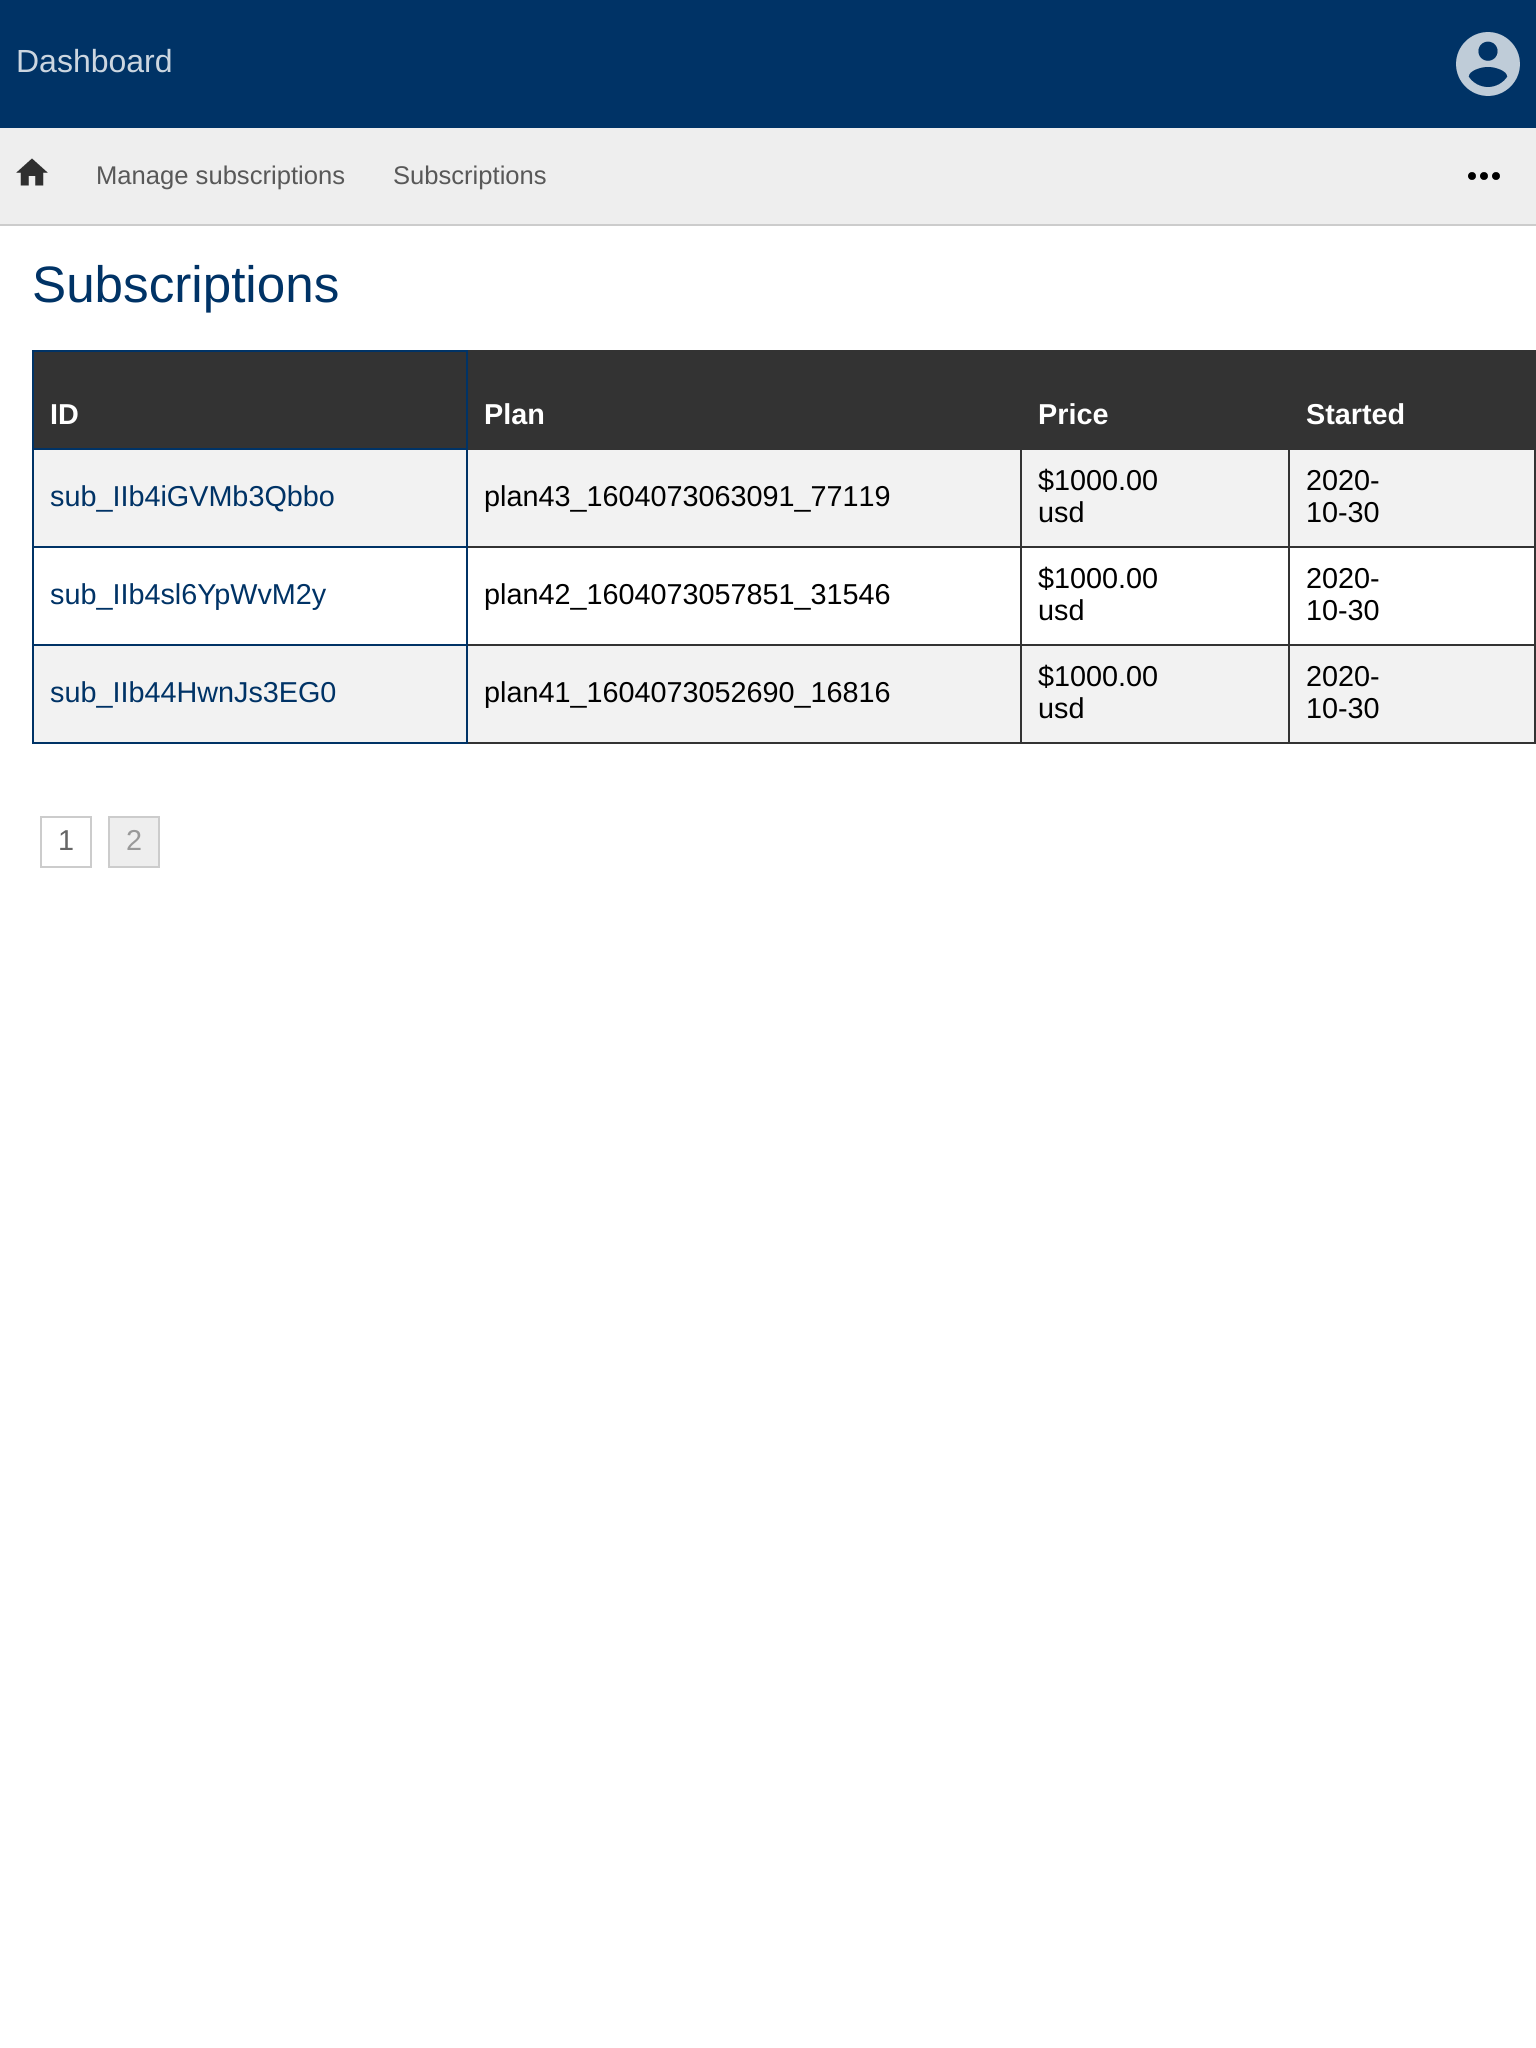 Dashboard
Manage subscriptions Subscriptions
Subscriptions
ID Plan Price Started
sub_IIb4iGVMb3Qbbo plan43_1604073063091_77119 $1000.00 2020-
usd 10-30
sub_IIb4sl6YpWvM2y plan42_1604073057851_31546 $1000.00 2020-
usd 10-30
sub_IIb44HwnJs3EG0 plan41_1604073052690_16816 $1000.00 2020-
usd 10-30
1 2